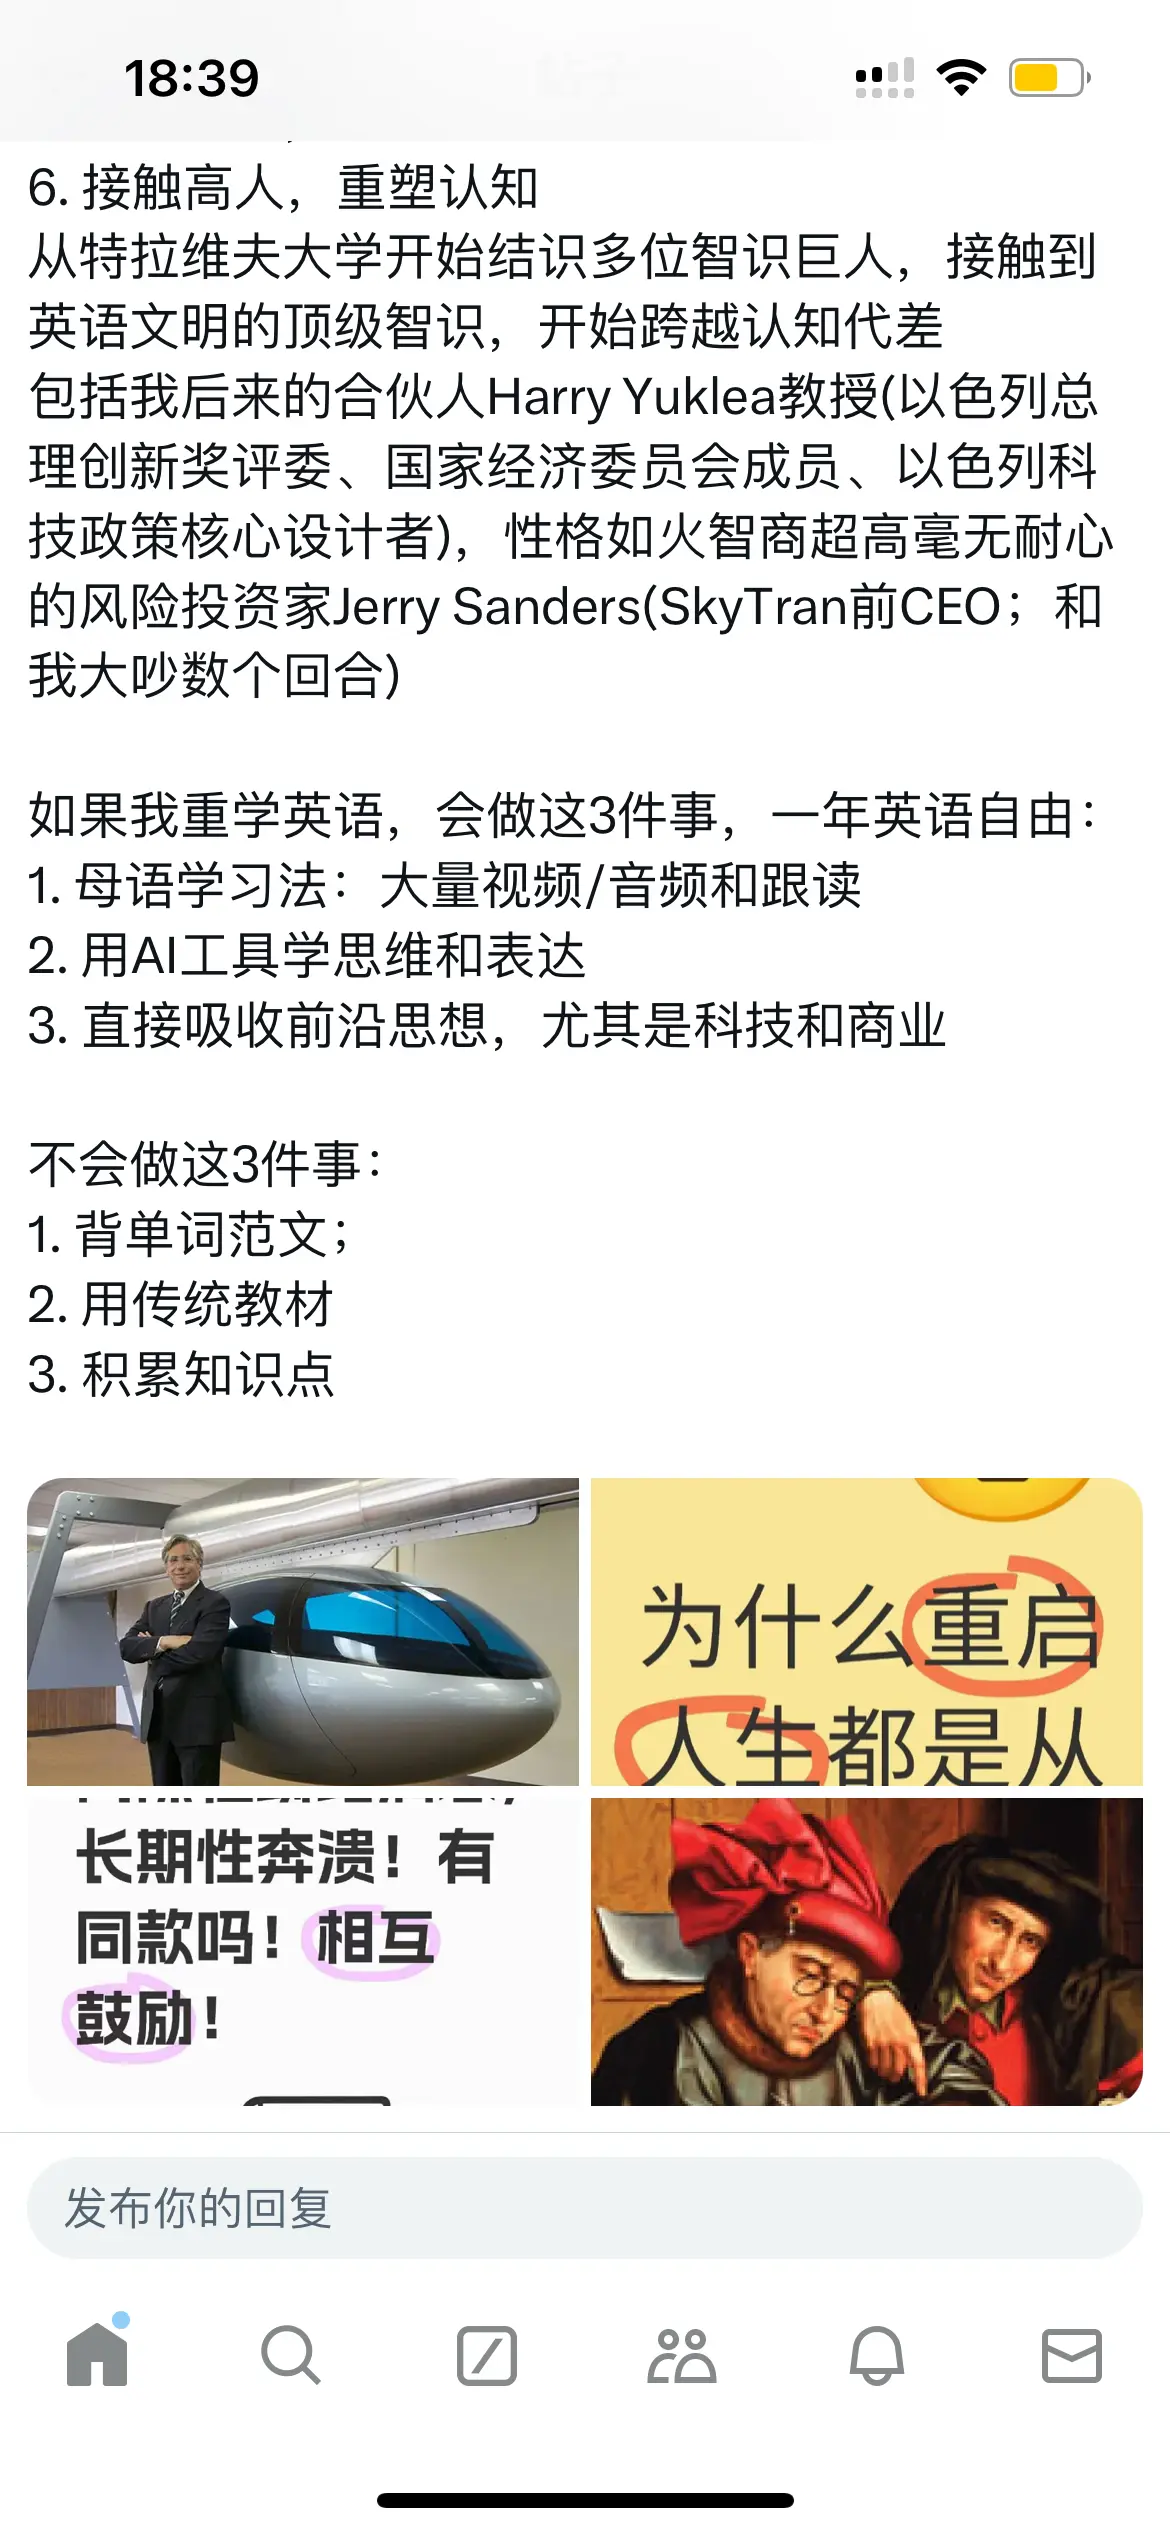 18:39
6. 接触高人，重塑认知
从特拉维夫大学开始结识多位智识巨人，接触到
英语文明的顶级智识，开始跨越认知代差
包括我后来的合伙人Harry Yuklea教授(以色列总
理创新奖评委、国家经济委员会成员、以色列科
技政策核心设计者)，性格如火智商超高毫无耐心
的风险投资家Jerry Sanders(SkyTran前CEO；和
我大吵数个回合)
如果我重学英语，会做这3件事，一年英语自由：
1. 母语学习法：大量视频/音频和跟读
2. 用AI工具学思维和表达
3. 直接吸收前沿思想，尤其是科技和商业
不会做这3件事：
1. 背单词范文；
2. 用传统教材
3. 积累知识点
为什么重启
人生都是从
长期性奔溃！有
同款吗！相互
鼓励！
发布你的回复